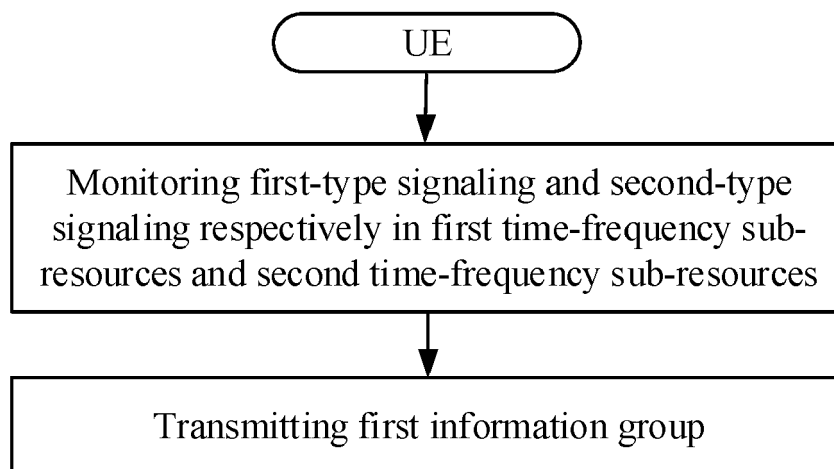 UE
Monitoring first-type signaling and second-type
signaling respectively in first time-frequency sub-
resources and second time-frequency sub-resources
Transmitting first information group